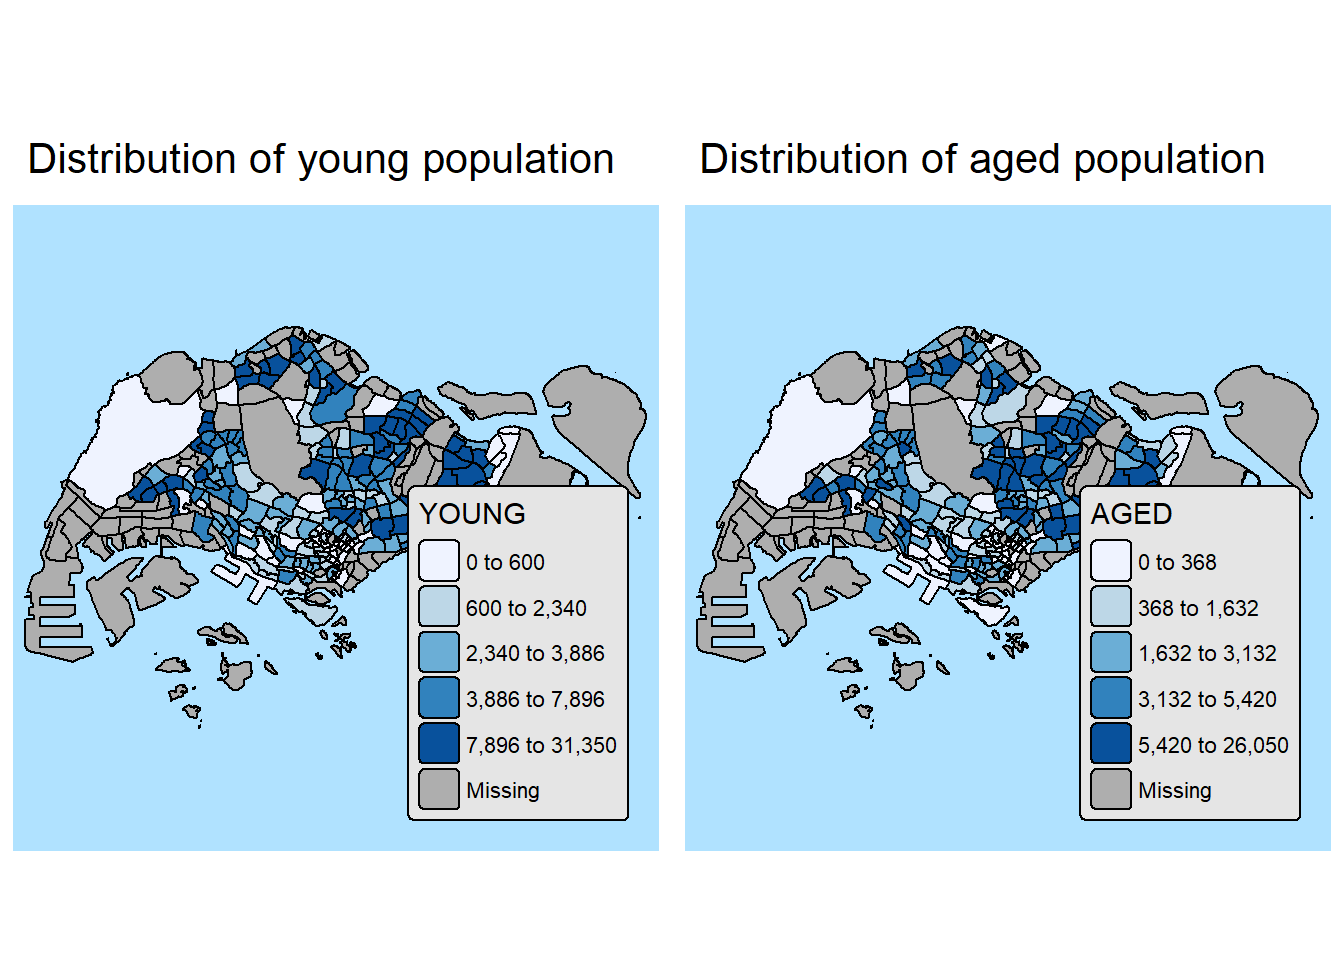 Distribution of young population
Distribution of aged population
YOUNG
0 to 600
600 to 2,340
2,340 to 3,886
3,886 to 7,896
7,896 to 31,350
Missing
AGED
0 to 368
368 to 1,632
1,632 to 3,132
3,132 to 5,420
5,420 to 26,050
Missing